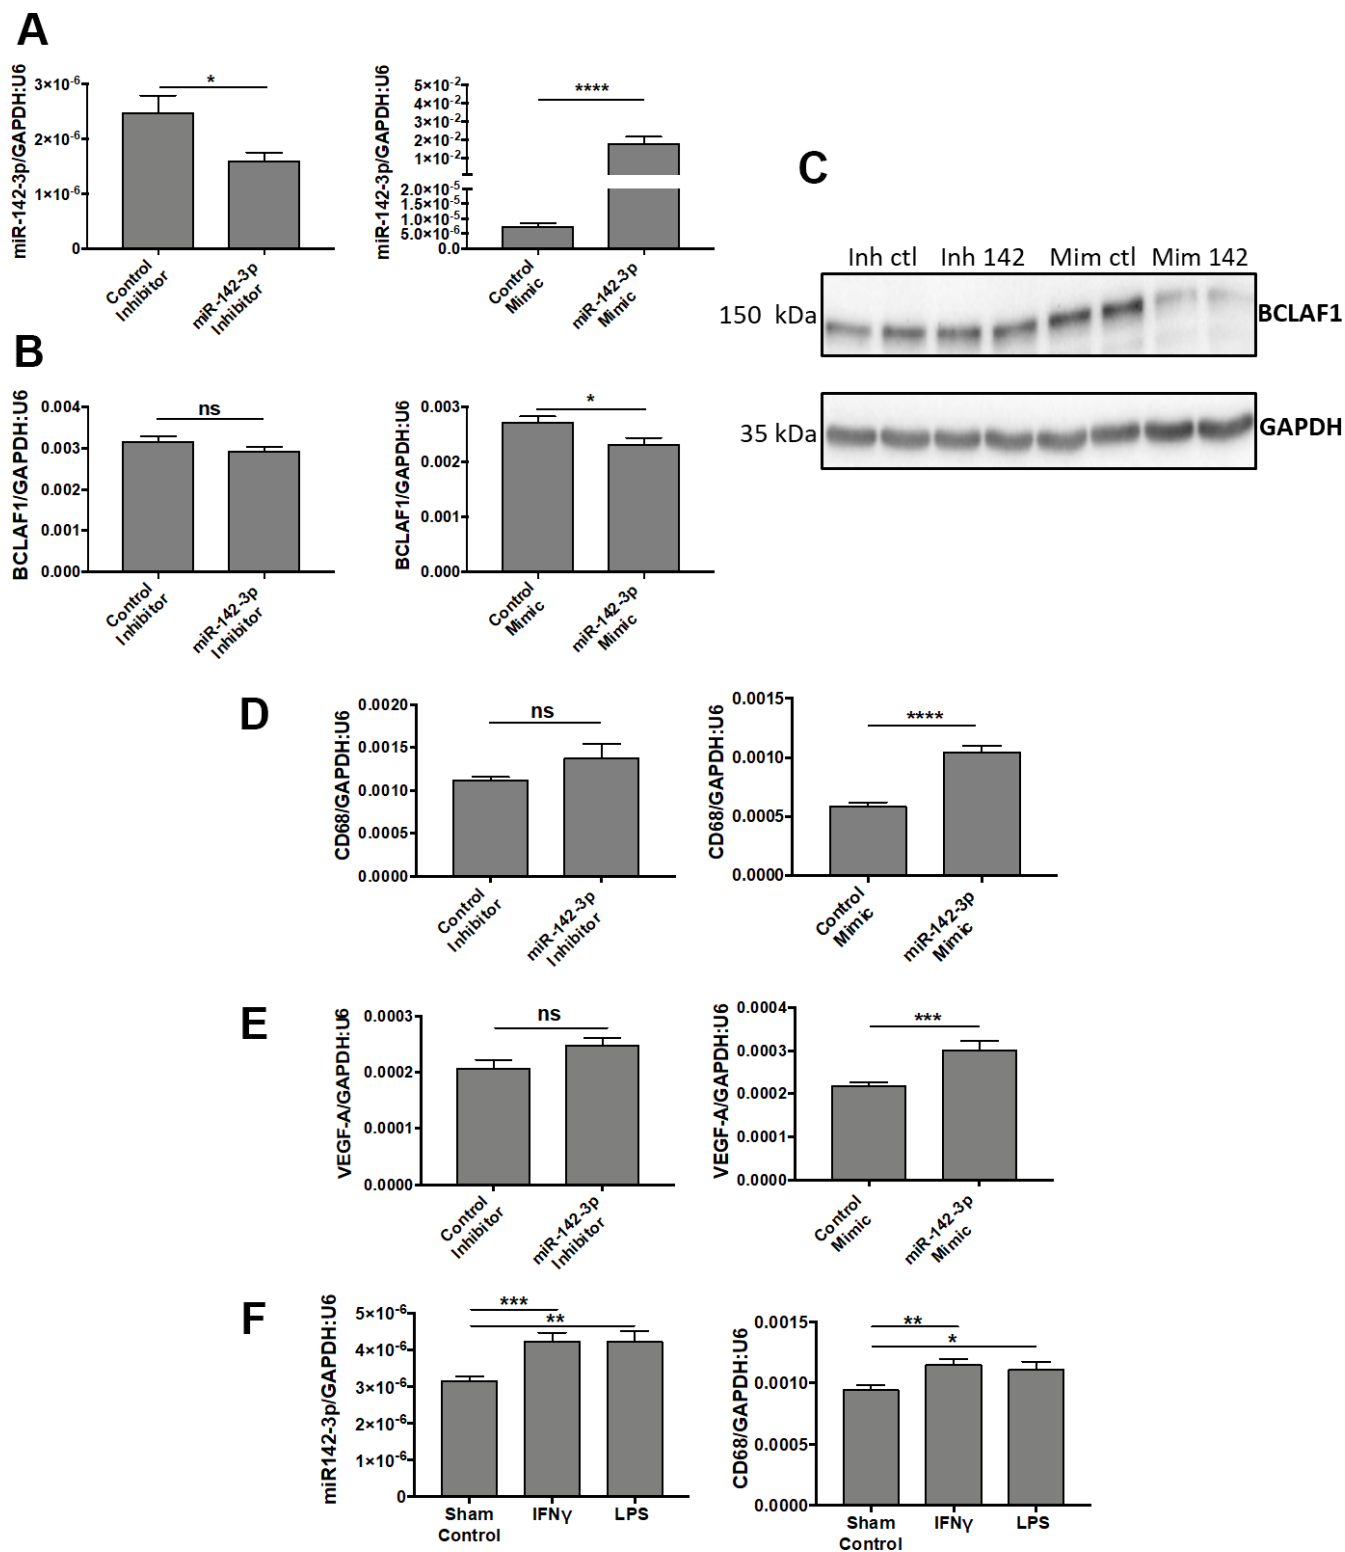 A
miR-142-3p/GAPDH:U6
3×10⁻⁶
2×10⁻⁶
1×10⁻⁶
0
*
Control
Inhibitor
miR-142-3p
Inhibitor
miR-142-3p/GAPDH:U6
5×10⁻²
4×10⁻²
3×10⁻²
2×10⁻²
1×10⁻²
2.0×10⁻⁵
1.5×10⁻⁵
1.0×10⁻⁵
5.0×10⁻⁶
0.0
****
Control
Mimic
miR-142-3p
Mimic
B
BCLAF1/GAPDH:U6
0.004
0.003
0.002
0.001
0.000
ns
Control
Inhibitor
miR-142-3p
Inhibitor
BCLAF1/GAPDH:U6
0.003
0.002
0.001
0.000
*
Control
Mimic
miR-142-3p
Mimic
C
Inh ctl Inh 142 Mim ctl Mim 142
150 kDa BCLAF1
35 kDa GAPDH
D
CD68/GAPDH:U6
0.0020
0.0015
0.0010
0.0005
0.0000
ns
Control
Inhibitor
miR-142-3p
Inhibitor
CD68/GAPDH:U6
0.0015
0.0010
0.0005
0.0000
****
Control
Mimic
miR-142-3p
Mimic
E
VEGF-A/GAPDH:U6
0.0003
0.0002
0.0001
0.0000
ns
Control
Inhibitor
miR-142-3p
Inhibitor
VEGF-A/GAPDH:U6
0.0004
0.0003
0.0002
0.0001
0.0000
***
Control
Mimic
miR-142-3p
Mimic
F
miR142-3p/GAPDH:U6
5×10⁻⁶
4×10⁻⁶
3×10⁻⁶
2×10⁻⁶
1×10⁻⁶
0
***
**
Sham
Control
IFNγ
LPS
CD68/GAPDH:U6
0.0015
0.0010
0.0005
0.0000
**
*
Sham
Control
IFNγ
LPS